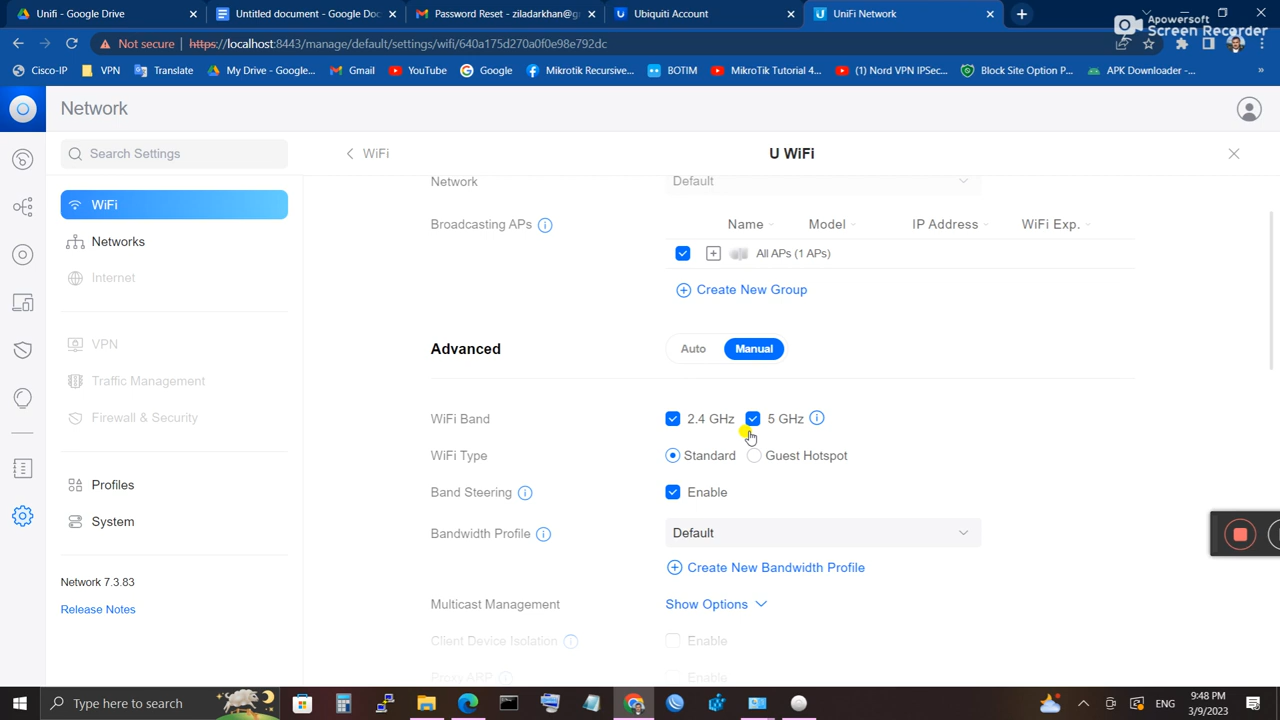 Unifi - Google Drive
Untitled document - Google Doc
Password Reset - ziladarkhan@g
Ubiquiti Account
UniFi Network
Apowersoft
Screen Recorder
Not secure
https://localhost:8443/manage/default/settings/wifi/640a175d270a0f0e98e792dc
Cisco-IP
VPN
Translate
My Drive - Google...
Gmail
YouTube
Google
Mikrotik Recursive...
BOTIM
MikroTik Tutorial 4...
(1) Nord VPN IPSec...
Block Site Option P...
APK Downloader -...
»
Network
Search Settings
WiFi
U WiFi
WiFi
Networks
Internet
VPN
Traffic Management
Firewall & Security
Profiles
System
Network 7.3.83
Release Notes
Network
Default
Broadcasting APs
Name
Model
IP Address
WiFi Exp.
All APs (1 APs)
Create New Group
Advanced
Auto
Manual
WiFi Band
2.4 GHz
5 GHz
WiFi Type
Standard
Guest Hotspot
Band Steering
Enable
Bandwidth Profile
Default
Create New Bandwidth Profile
Multicast Management
Show Options
Client Device Isolation
Enable
Proxy ARP
Enable
Type here to search
ENG
9:48 PM
3/9/2023